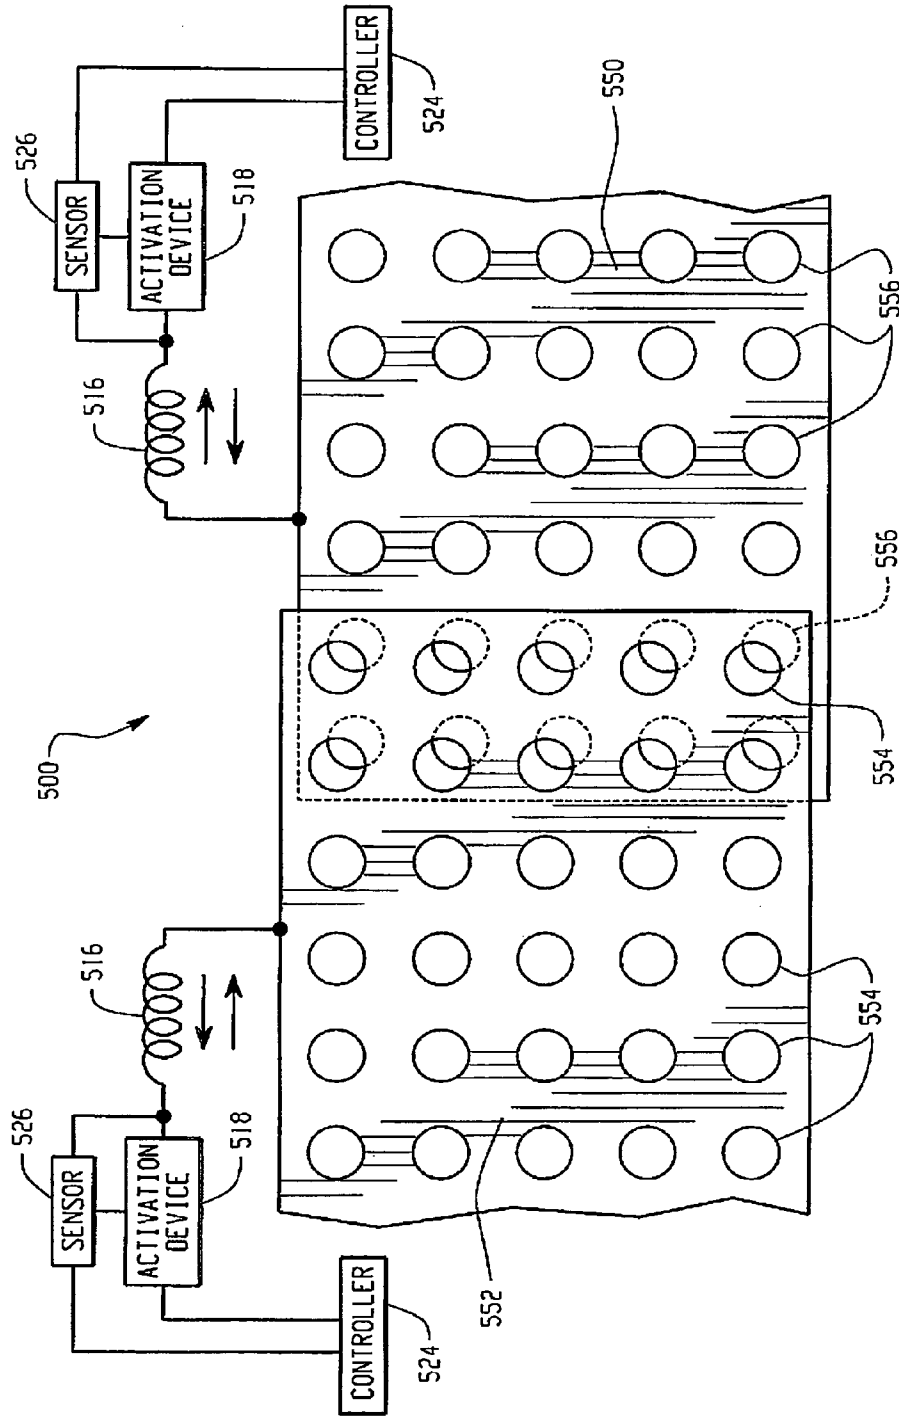 500
526
SENSOR
ACTIVATION
DEVICE
518
516
CONTROLLER
524
552
554
554
526
SENSOR
ACTIVATION
DEVICE
518
516
CONTROLLER
524
550
556
556